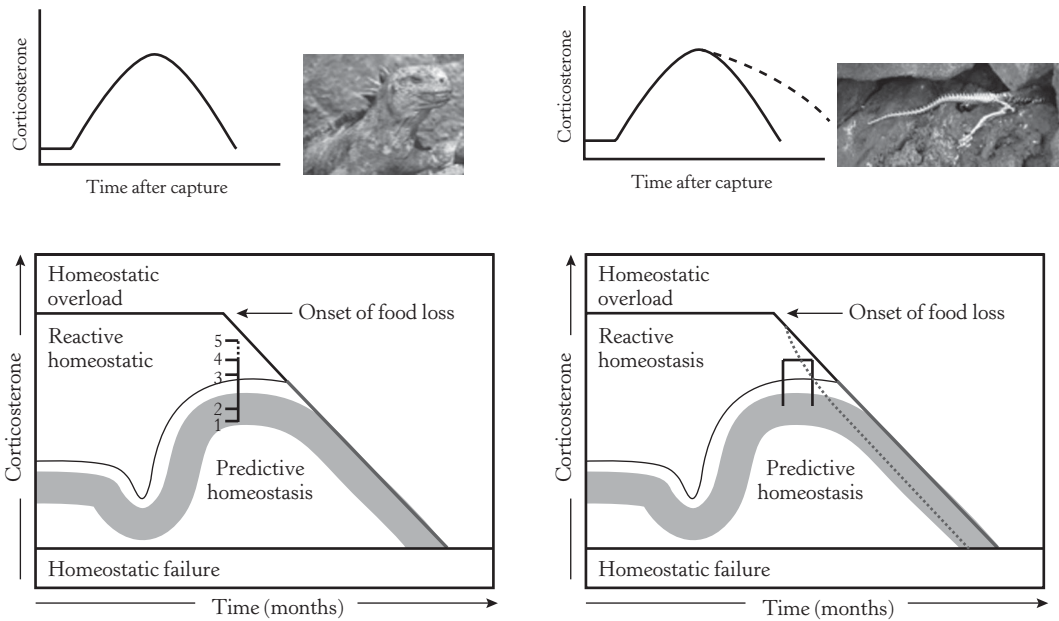 Corticosterone
Time after capture
Corticosterone
Time after capture
Corticosterone
Homeostatic
overload
Onset of food loss
Reactive
homeostatic
5
4
3
2
1
Predictive
homeostasis
Homeostatic failure
Time (months)
Corticosterone
Homeostatic
overload
Onset of food loss
Reactive
homeostasis
Predictive
homeostasis
Homeostatic failure
Time (months)